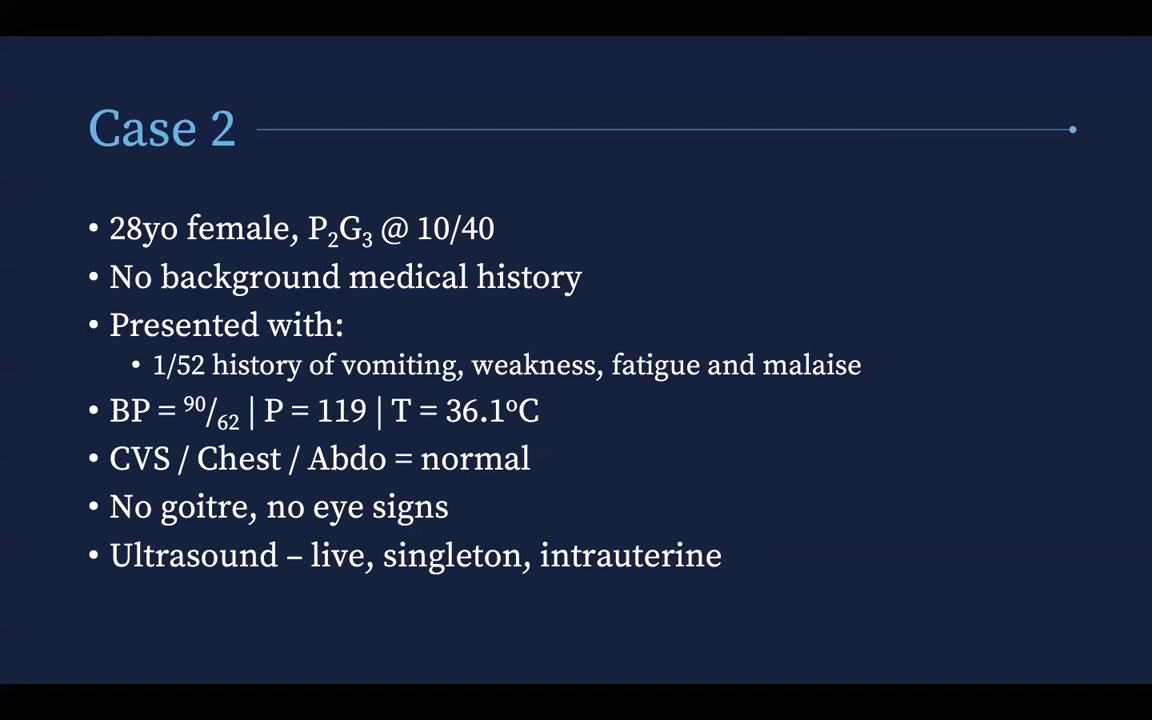 Case 2
• 28yo female, P₂G₃ @ 10/40
• No background medical history
• Presented with:
• 1/52 history of vomiting, weakness, fatigue and malaise
• BP = ⁹⁰/₆₂ | P = 119 | T = 36.1ºC
• CVS / Chest / Abdo = normal
• No goitre, no eye signs
• Ultrasound – live, singleton, intrauterine